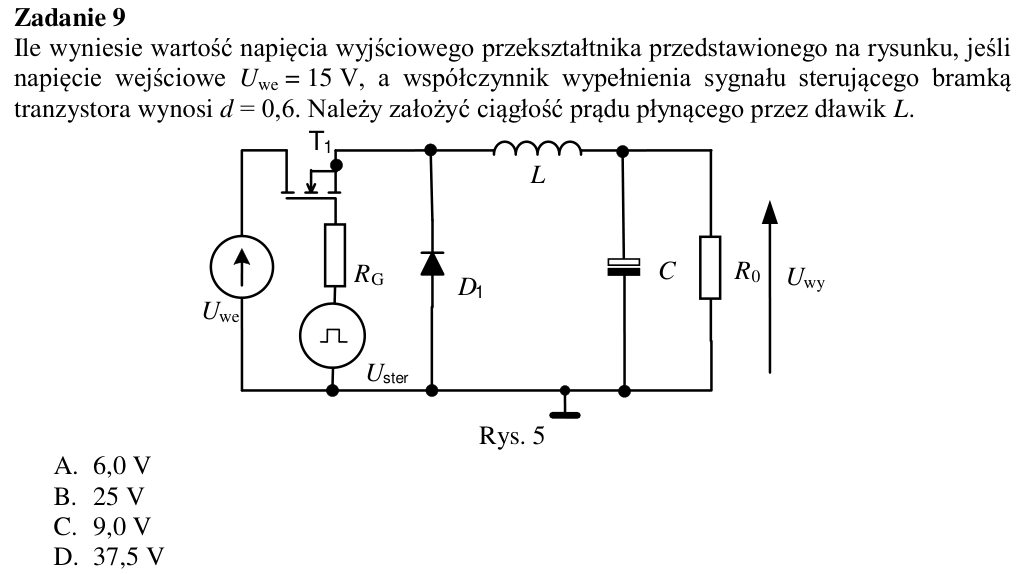 Zadanie 9
Ile wyniesie wartość napięcia wyjściowego przekształtnika przedstawionego na rysunku, jeśli
napięcie wejściowe Uwe = 15 V, a współczynnik wypełnienia sygnału sterującego bramką
tranzystora wynosi d = 0,6. Należy założyć ciągłość prądu płynącego przez dławik L.
T1
L
RG
D1
C
R0
Uwy
Uwe
Uster
Rys. 5
A. 6,0 V
B. 25 V
C. 9,0 V
D. 37,5 V